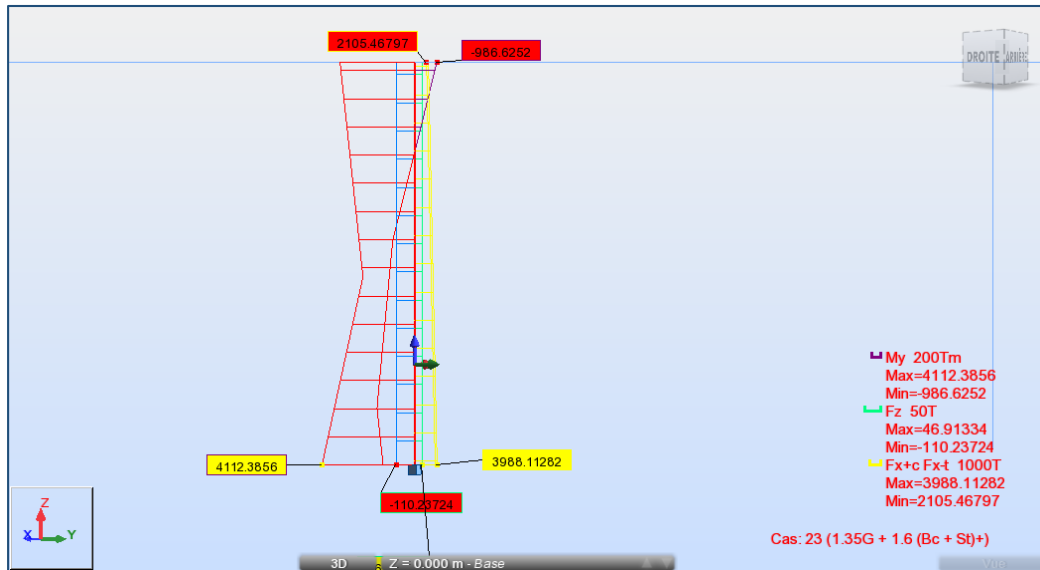 2105.46797
-986.6252
DROITE
ARRIÈRE
4112.3856
3988.11282
-110.23724
My 200Tm
Max=4112.3856
Min=-986.6252
Fz 50T
Max=46.91334
Min=-110.23724
Fx+c Fx-t 1000T
Max=3988.11282
Min=2105.46797
Cas: 23 (1.35G + 1.6 (Bc + St)+)
Z
X
Y
3D
Z = 0.000 m - Base
Vue